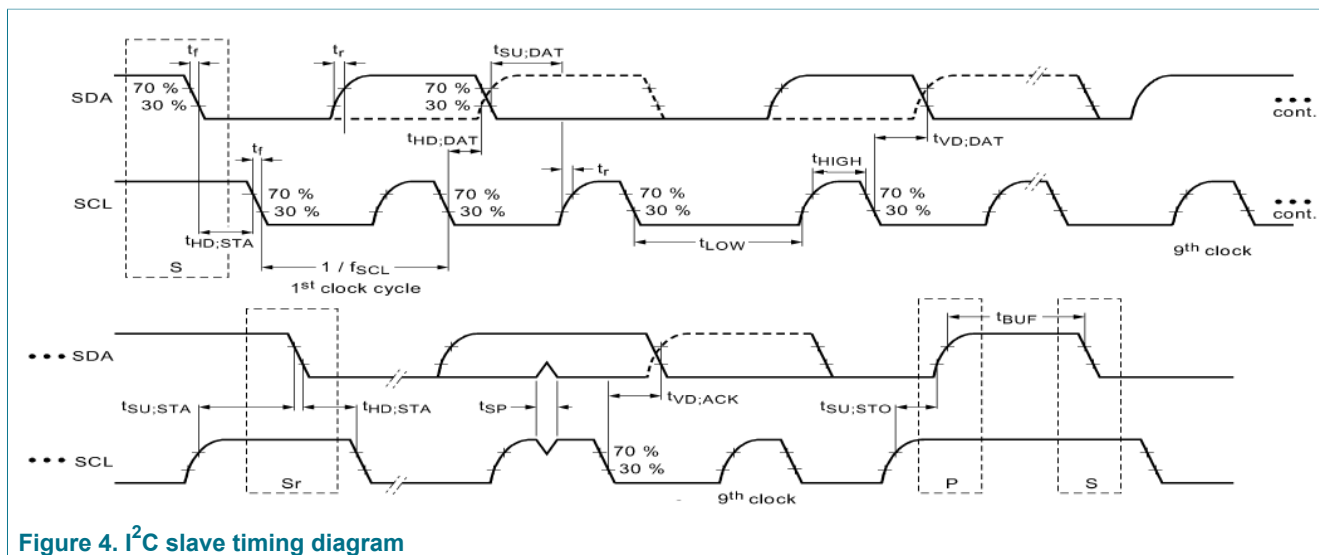 tf
tr
tSU;DAT
SDA
70 %
30 %
70 %
30 %
tHD;DAT
tVD;DAT
••• cont.
tf
tr
tHIGH
SCL
70 %
30 %
70 %
30 %
70 %
30 %
70 %
30 %
••• cont.
tHD;STA
tLOW
9th clock
S
1 / fSCL
1st clock cycle
P
S
tBUF
••• SDA
tSU;STA
tHD;STA
tSP
tVD;ACK
tSU;STO
••• SCL
70 %
30 %
Sr
9th clock
Figure 4. I2C slave timing diagram